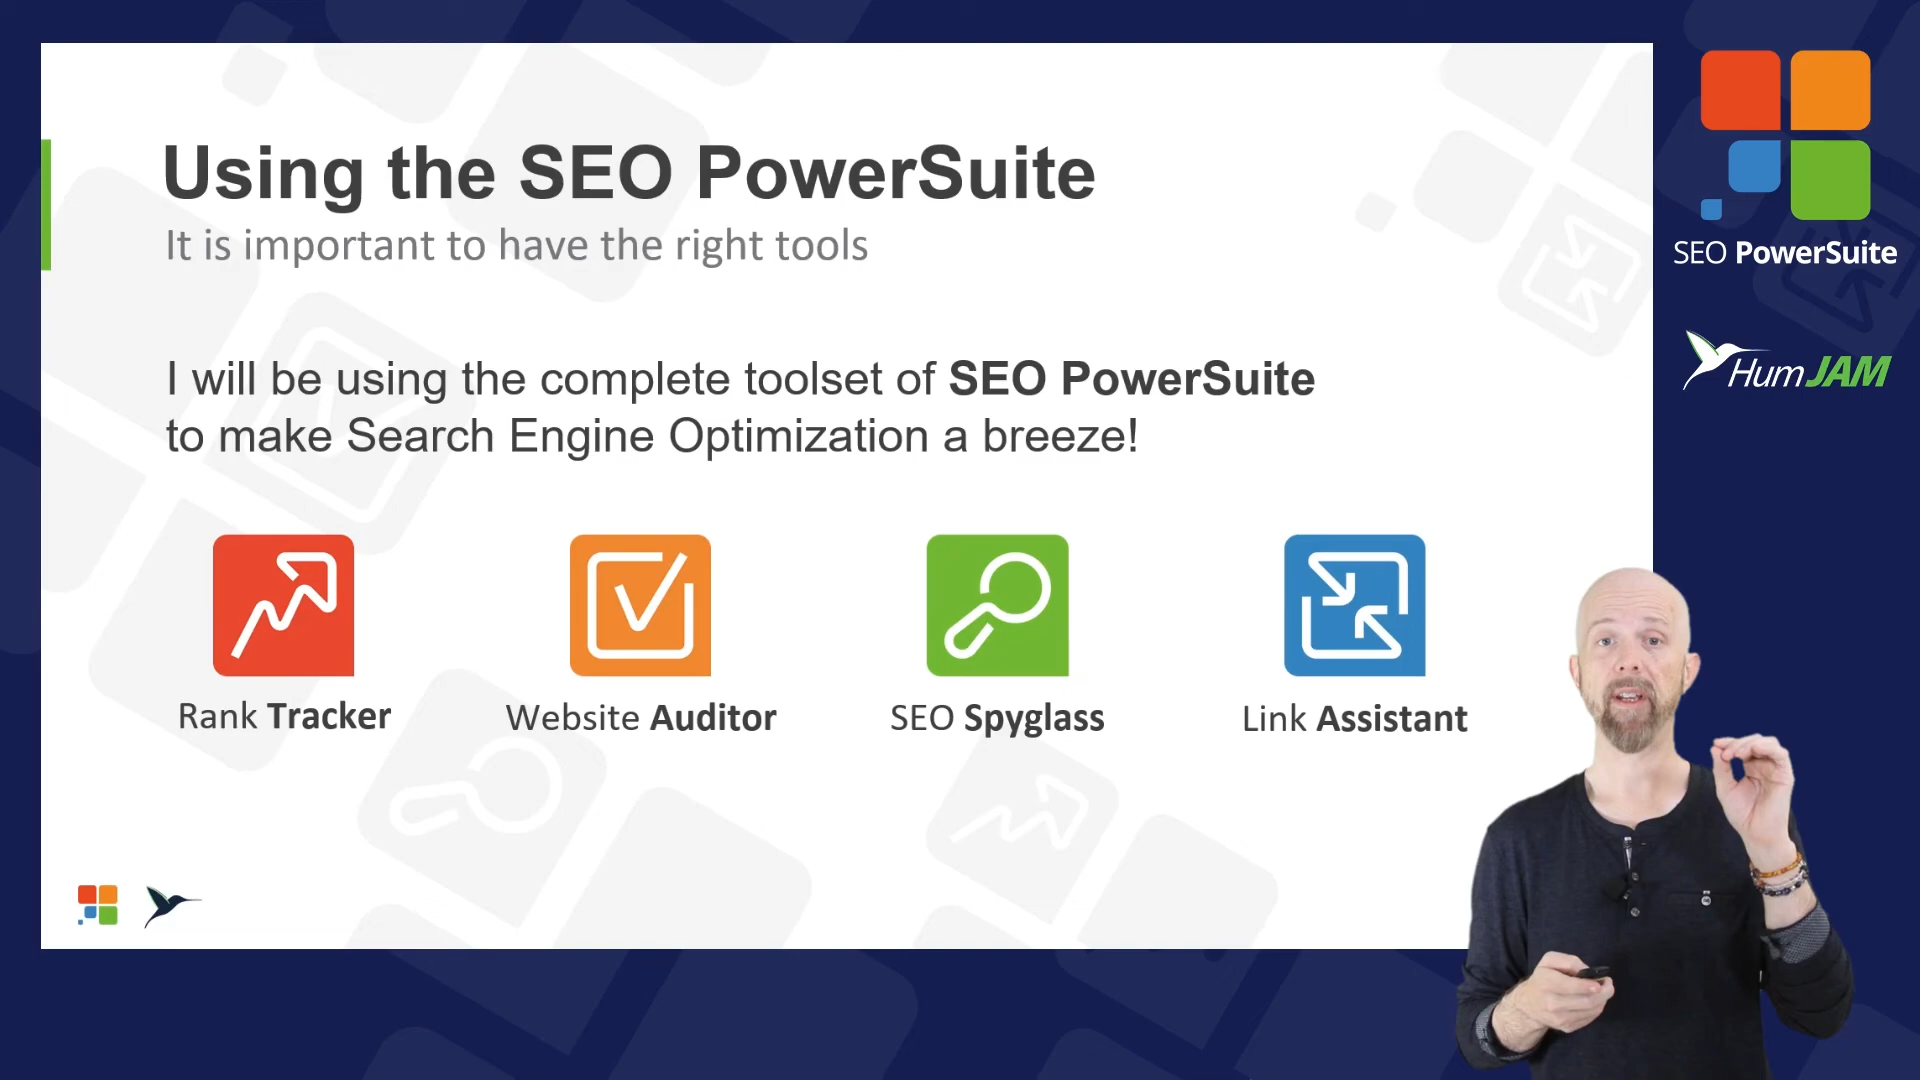 Using the SEO PowerSuite
It is important to have the right tools
I will be using the complete toolset of SEO PowerSuite
to make Search Engine Optimization a breeze!
Rank Tracker
Website Auditor
SEO Spyglass
Link Assistant
SEO PowerSuite
HumJAM